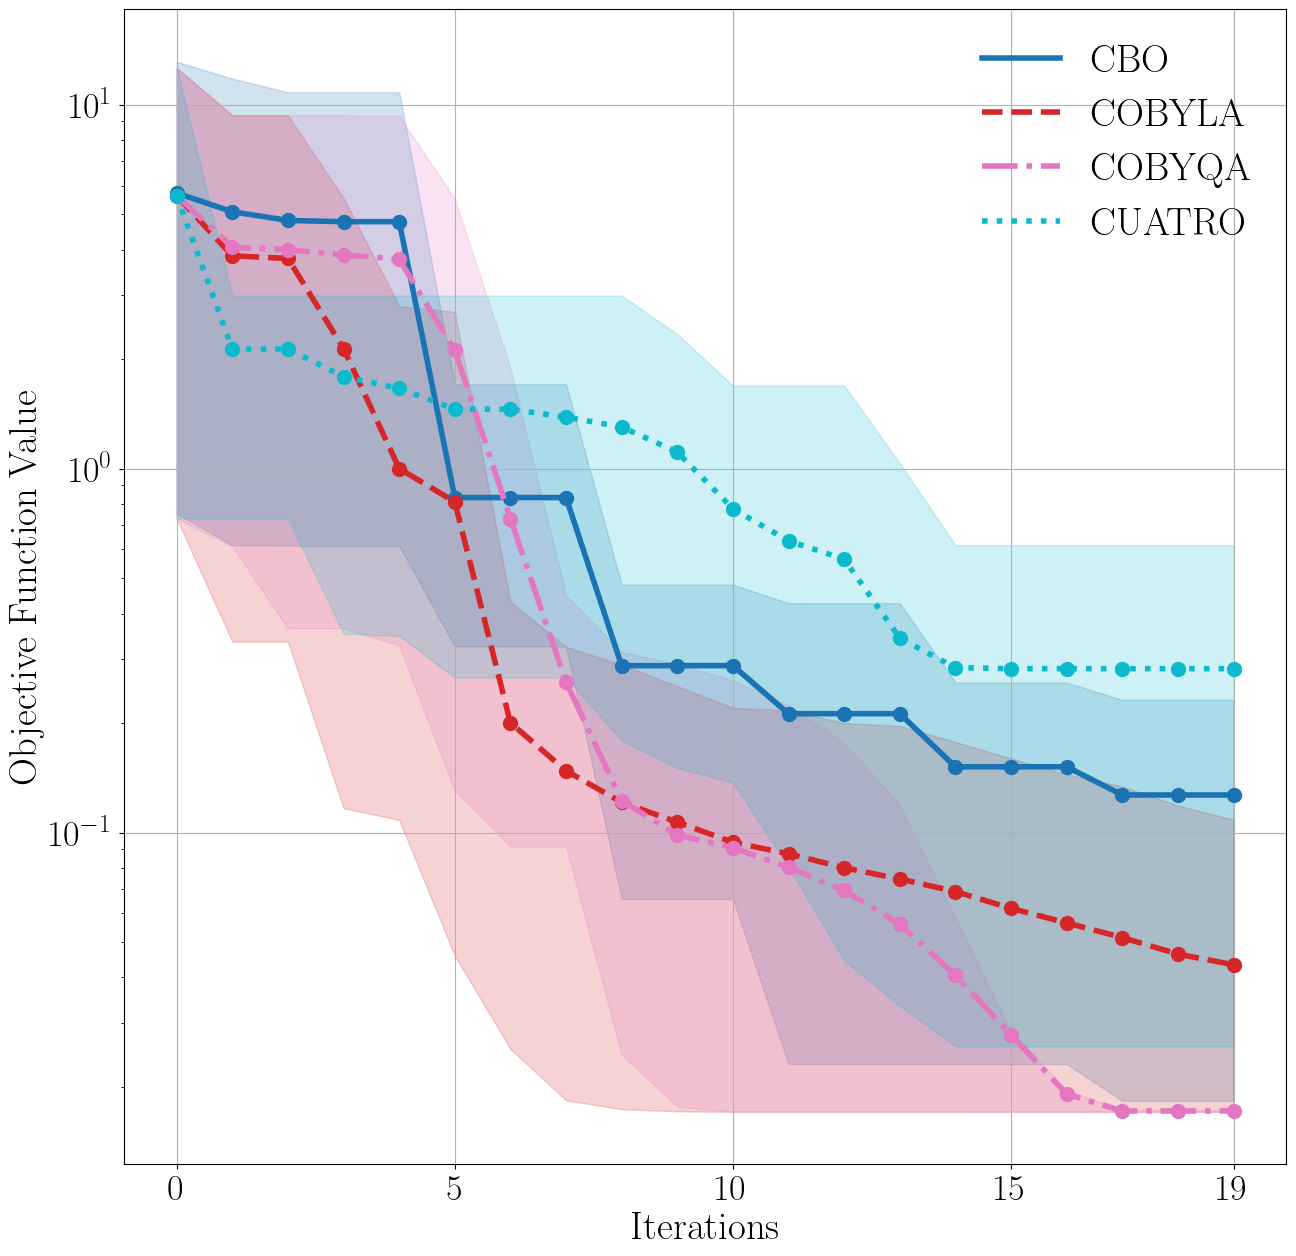 CBO
COBYLA
COBYQA
CUATRO
10^1
10^0
10^{-1}
Objective Function Value
0 5 10 15 19
Iterations